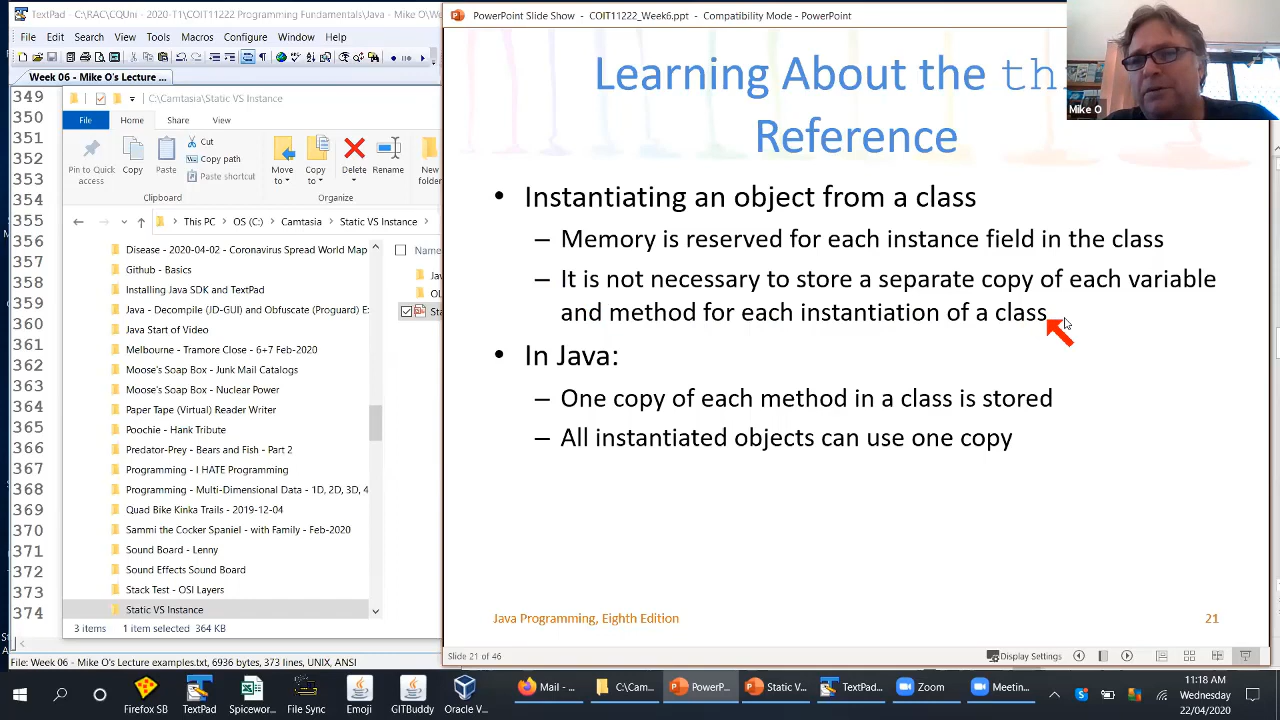 TextPad - C:\RAC\CQUni - 2020-T1\COIT11222 Programming Fundamentals\Java - Mike O's Lecture
File Edit Search View Tools Macros Configure Window
Week 06 - Mike O's Lecture ...
349
350
351
352
353
354
355
356
357
358
359
360
361
362
363
364
365
366
367
368
369
370
371
372
373
374
C:\Camtasia\Static VS Instance
File Home Share View
Pin to Quick access
Copy
Paste
Cut
Copy path
Paste shortcut
Move to
Copy to
Delete
Rename
New folder
Clipboard
Organize
This PC > OS (C:) > Camtasia > Static VS Instance >
Disease - 2020-04-02 - Coronavirus Spread World Map
Github - Basics
Installing Java SDK and TextPad
Java - Decompile (JD-GUI) and Obfuscate (Proguard) E:
Java Start of Video
Melbourne - Tramore Close - 6+7 Feb-2020
Moose's Soap Box - Junk Mail Catalogs
Moose's Soap Box - Nuclear Power
Paper Tape (Virtual) Reader Writer
Poochie - Hank Tribute
Predator-Prey - Bears and Fish - Part 2
Programming - I HATE Programming
Programming - Multi-Dimensional Data - 1D, 2D, 3D, 4
Quad Bike Kinka Trails - 2019-12-04
Sammi the Cocker Spaniel - with Family - Feb-2020
Sound Board - Lenny
Sound Effects Sound Board
Stack Test - OSI Layers
Static VS Instance
Name
Jav
OL
Sta
3 items 1 item selected 364 KB
File: Week 06 - Mike O's Lecture examples.txt, 6936 bytes, 373 lines, UNIX, ANSI
PowerPoint Slide Show - COIT11222_Week6.ppt - Compatibility Mode - PowerPoint
Mike O
Learning About the thi
Reference
• Instantiating an object from a class
– Memory is reserved for each instance field in the class
– It is not necessary to store a separate copy of each variable
and method for each instantiation of a class
• In Java:
– One copy of each method in a class is stored
– All instantiated objects can use one copy
Java Programming, Eighth Edition
21
Slide 21 of 46
Display Settings
Firefox SB
TextPad
Spicewor...
File Sync
Emoji
GITBuddy
Oracle V...
Mail - ...
C:\Cam...
PowerP...
Static V...
TextPad...
Zoom
Meetin...
11:18 AM
Wednesday
22/04/2020